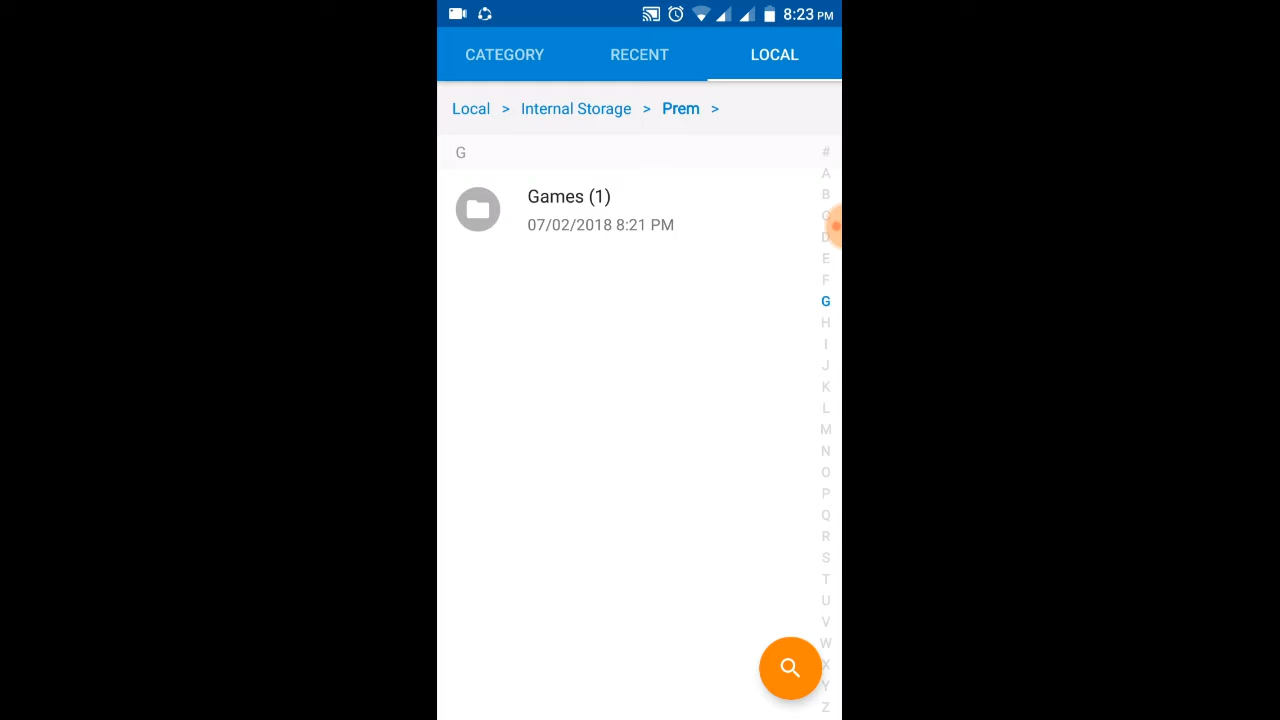 8:23 PM
CATEGORY RECENT LOCAL
Local > Internal Storage > Prem >
G
Games (1)
07/02/2018 8:21 PM
#
A
B
C
D
E
F
G
H
I
J
K
L
M
N
O
P
Q
R
S
T
U
V
W
X
Y
Z